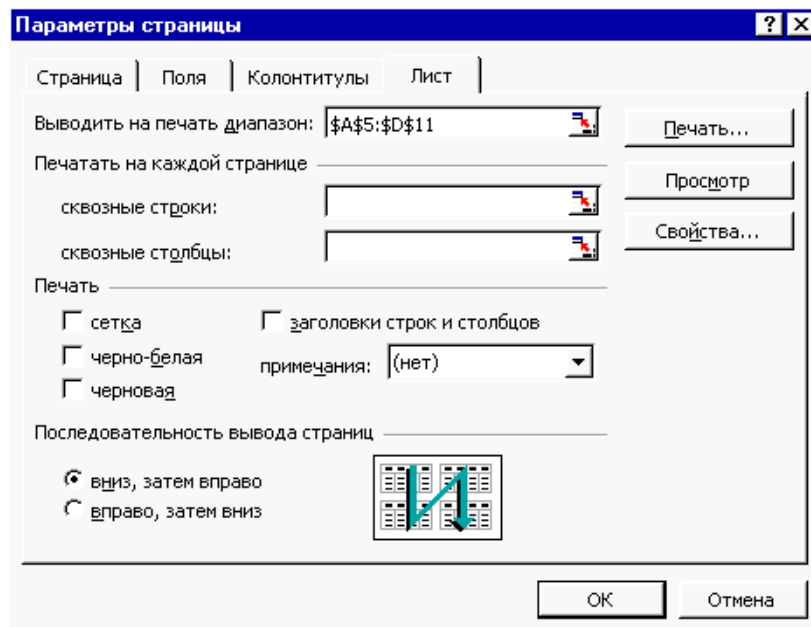 Параметры страницы
Страница Поля Колонтитулы Лист
Выводить на печать диапазон: $A$5:$D$11 Печать...
Печатать на каждой странице
Просмотр
сквозные строки:
Свойства...
сквозные столбцы:
Печать
сетка заголовки строк и столбцов
черно-белая примечания: (нет)
черновая
Последовательность вывода страниц
вниз, затем вправо
вправо, затем вниз
OK Отмена